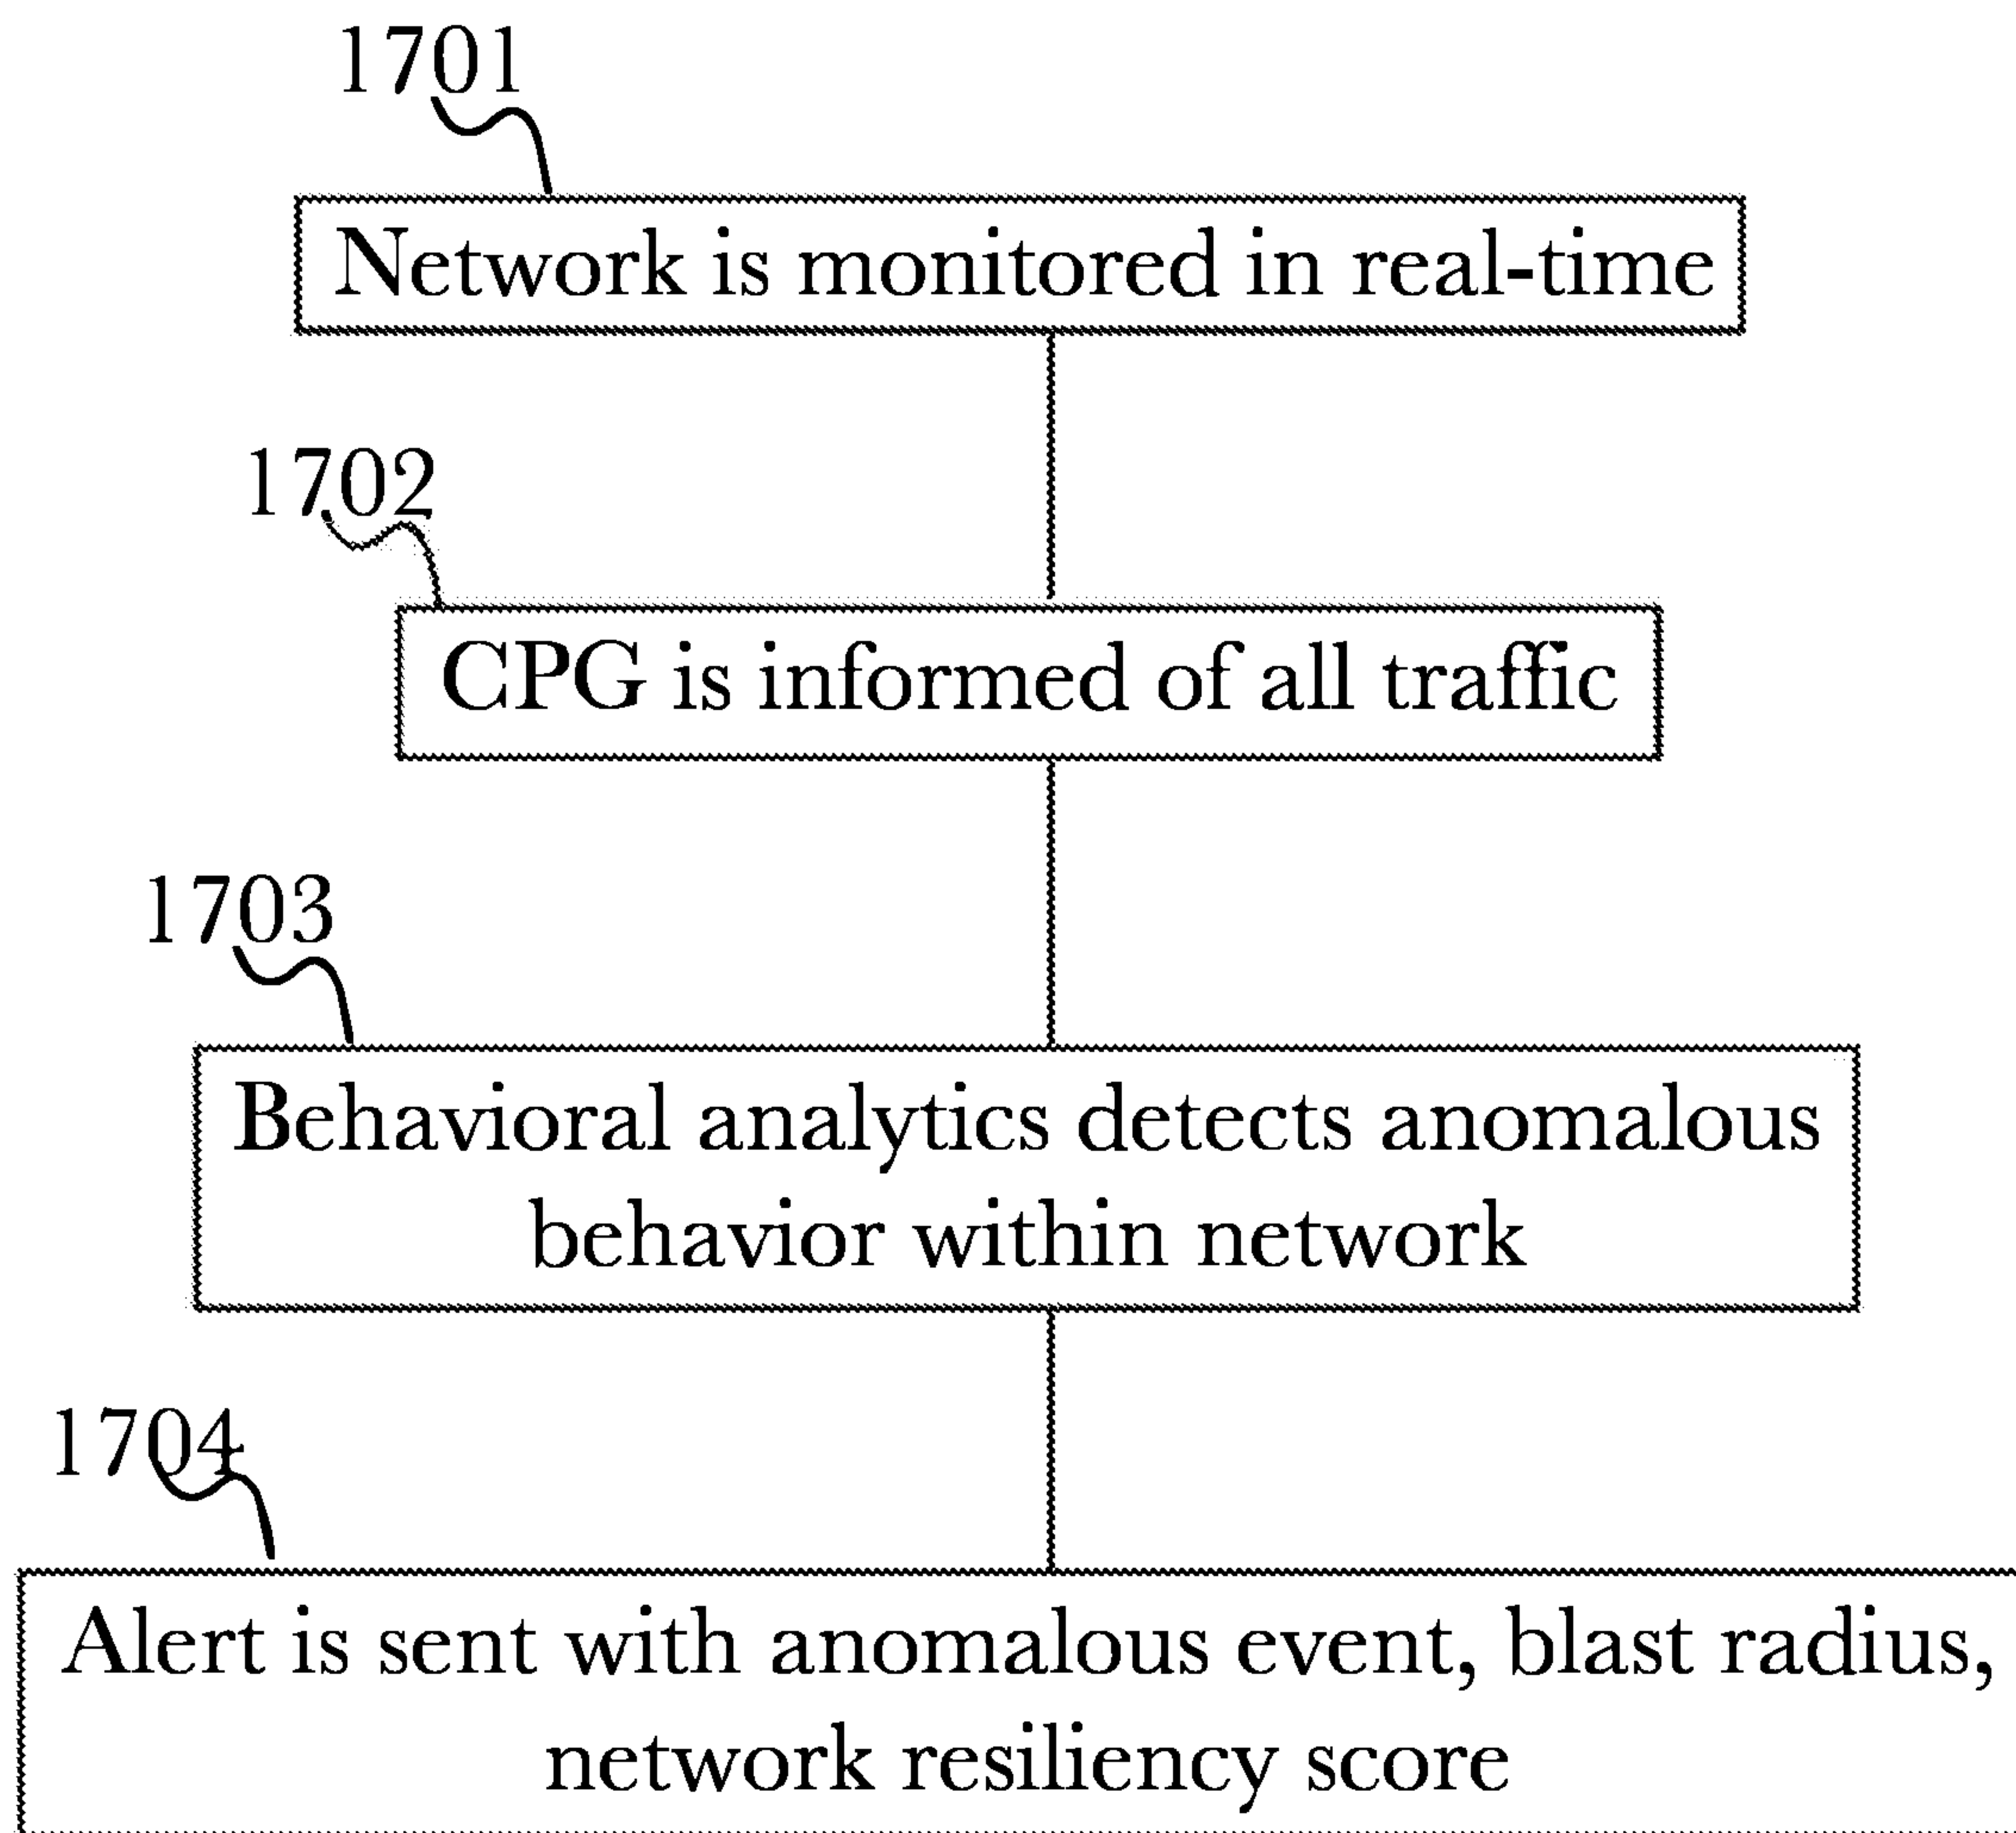 1701
Network is monitored in real-time
1702
CPG is informed of all traffic
1703
Behavioral analytics detects anomalous
behavior within network
1704
Alert is sent with anomalous event, blast radius,
network resiliency score